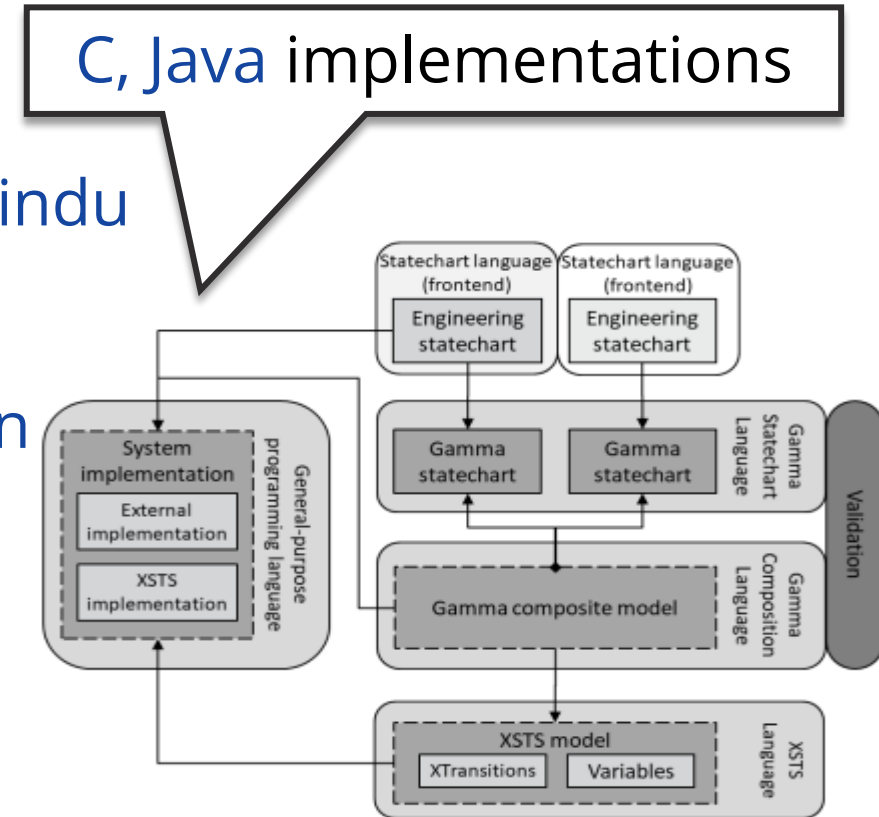 C, Java implementations
indu
n
Statechart language
(frontend)
Statechart language
(frontend)
Engineering
statechart
Engineering
statechart
System
implementation
External
implementation
XSTS
implementation
General-purpose
programming language
Gamma
statechart
Gamma
statechart
Gamma
Statechart
Language
Validation
Gamma composite model
Gamma
Composition
Language
XSTS model
XTransitions
Variables
XSTS
Language